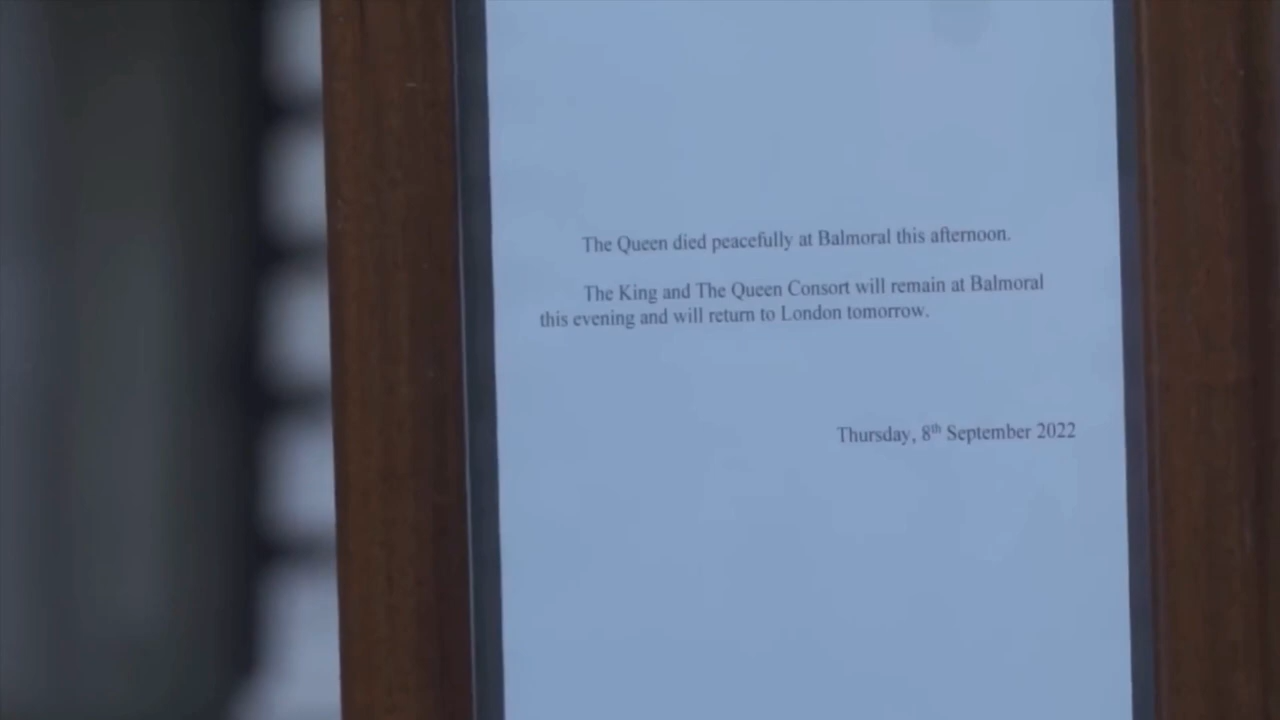 The Queen died peacefully at Balmoral this afternoon.
The King and The Queen Consort will remain at Balmoral
this evening and will return to London tomorrow.
Thursday, 8th September 2022